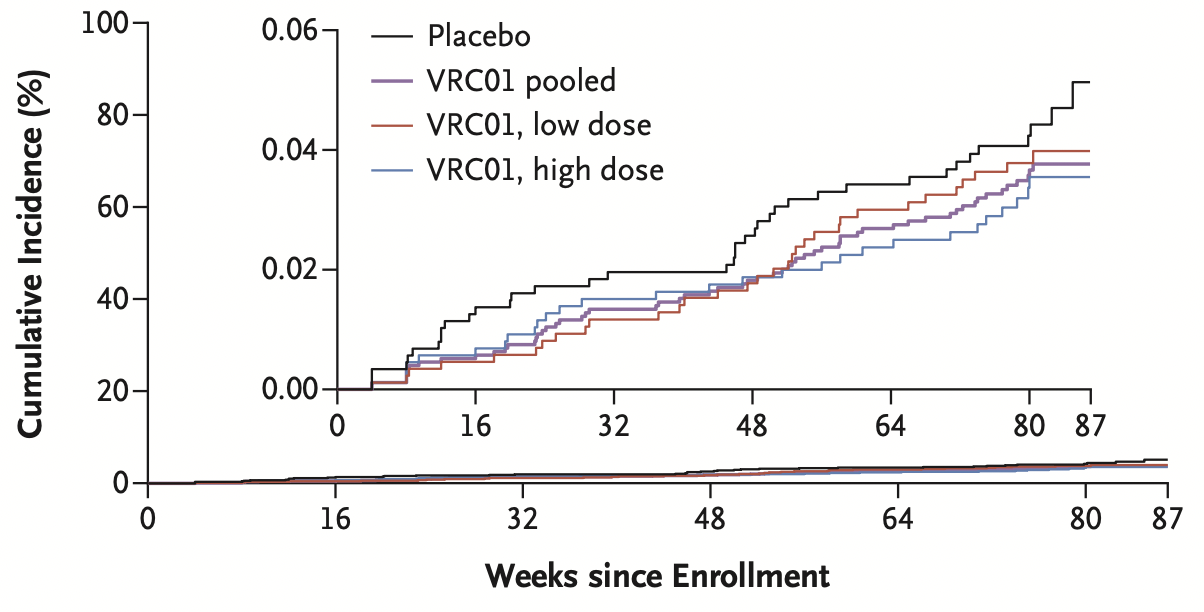 Cumulative Incidence (%)
100
80
60
40
20
0
0.06
0.04
0.02
0.00
Placebo
VRC01 pooled
VRC01, low dose
VRC01, high dose
0 16 32 48 64 80 87
0 16 32 48 64 80 87
Weeks since Enrollment